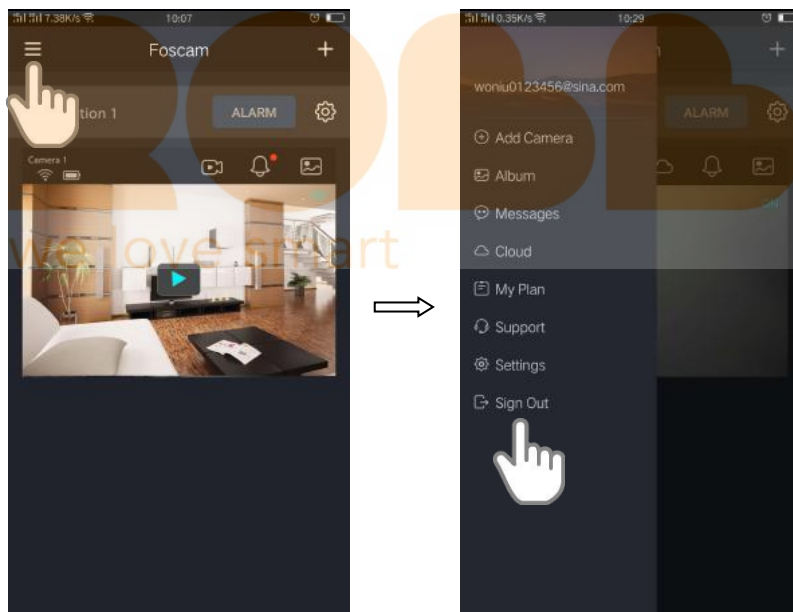 7.38K/s 10:07
Foscam
tion 1 ALARM
Camera 1
we love smart
0.35K/s 10:29
woniu0123456@sina.com
ALARM
Add Camera
Album
Messages
Cloud
My Plan
Support
Settings
Sign Out